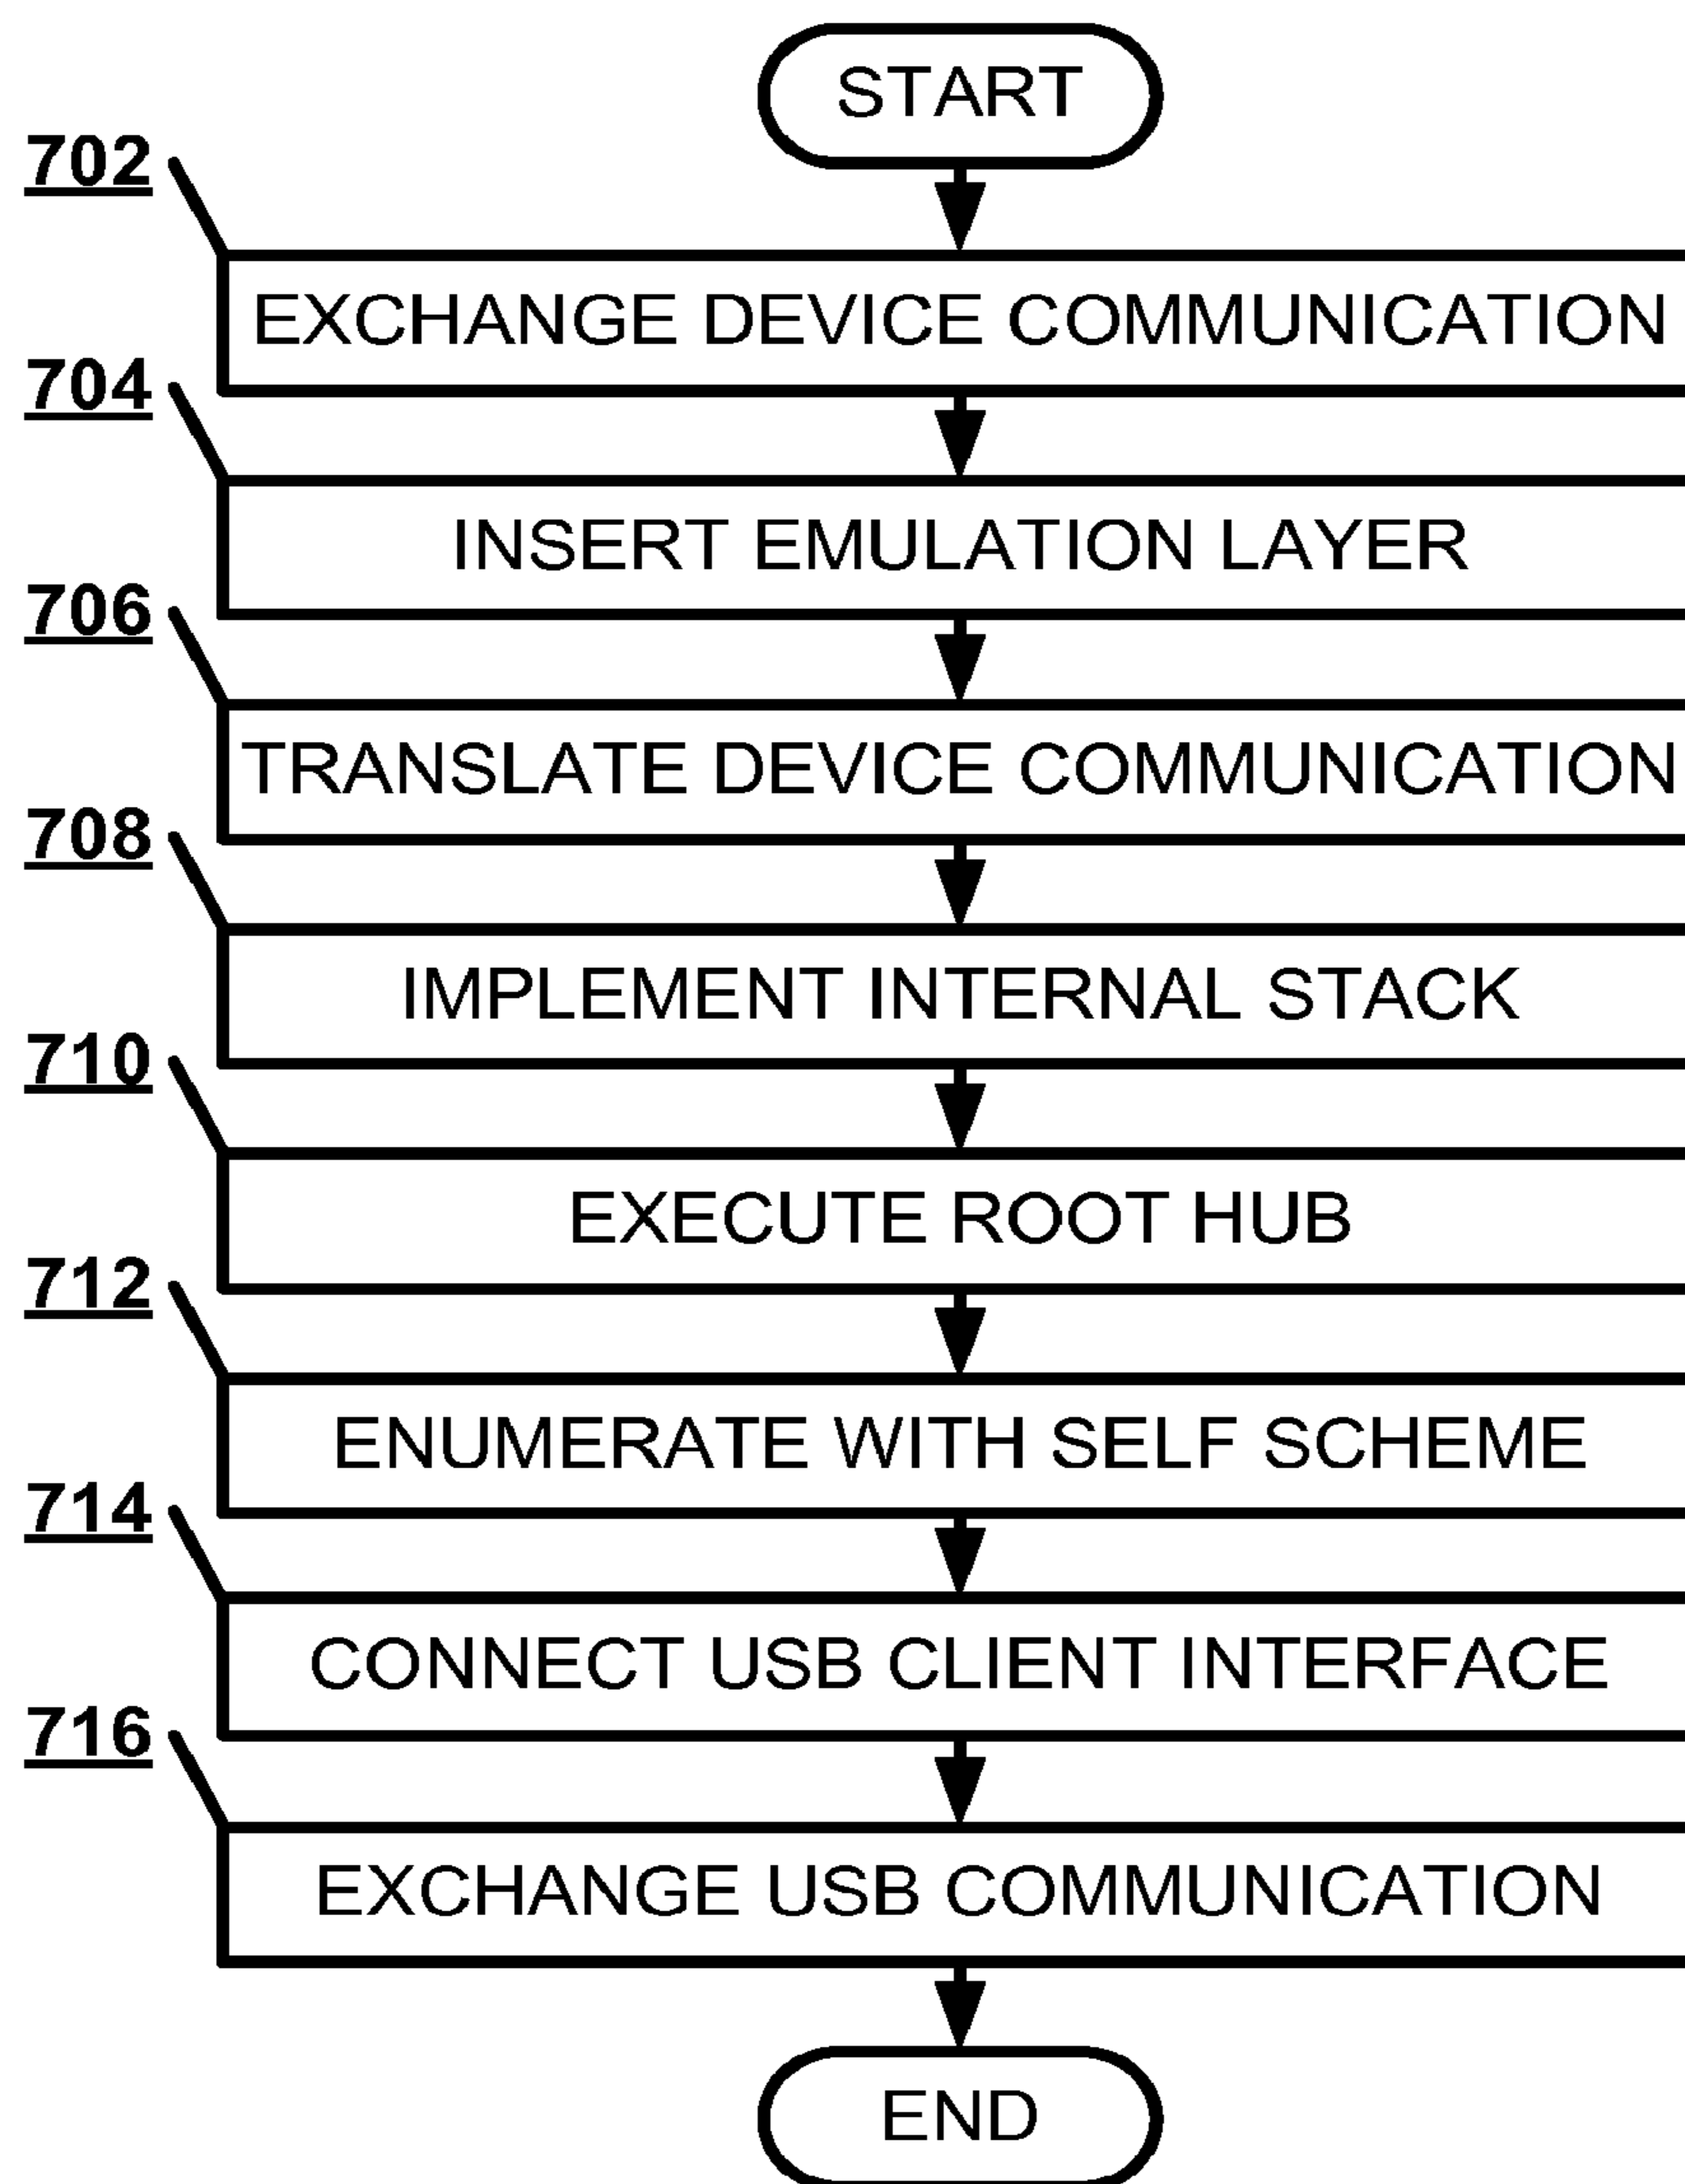 START
702
EXCHANGE DEVICE COMMUNICATION
704
INSERT EMULATION LAYER
706
TRANSLATE DEVICE COMMUNICATION
708
IMPLEMENT INTERNAL STACK
710
EXECUTE ROOT HUB
712
ENUMERATE WITH SELF SCHEME
714
CONNECT USB CLIENT INTERFACE
716
EXCHANGE USB COMMUNICATION
END